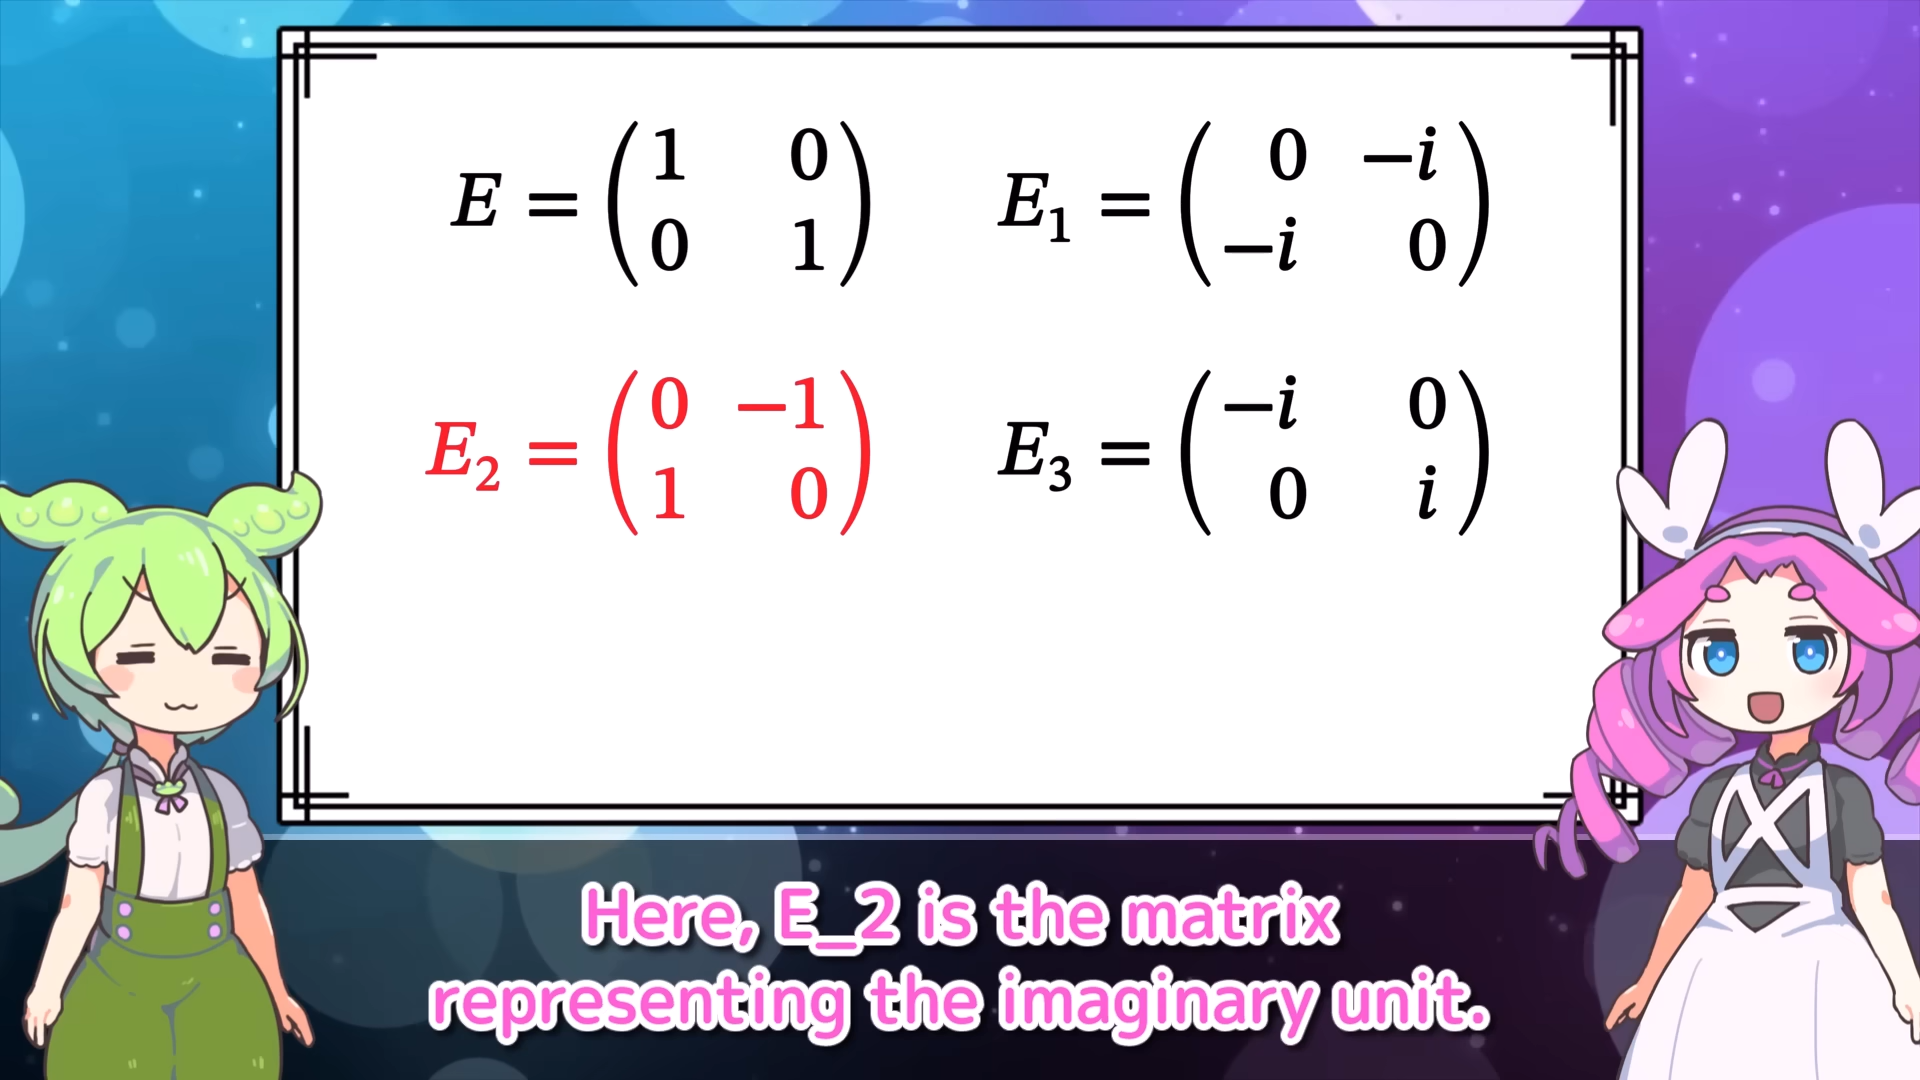 E = (1 0
0 1)
E₁ = (0 −i
−i 0)
E₂ = (0 −1
1 0)
E₃ = (−i 0
0 i)
Here, E_2 is the matrix
representing the imaginary unit.